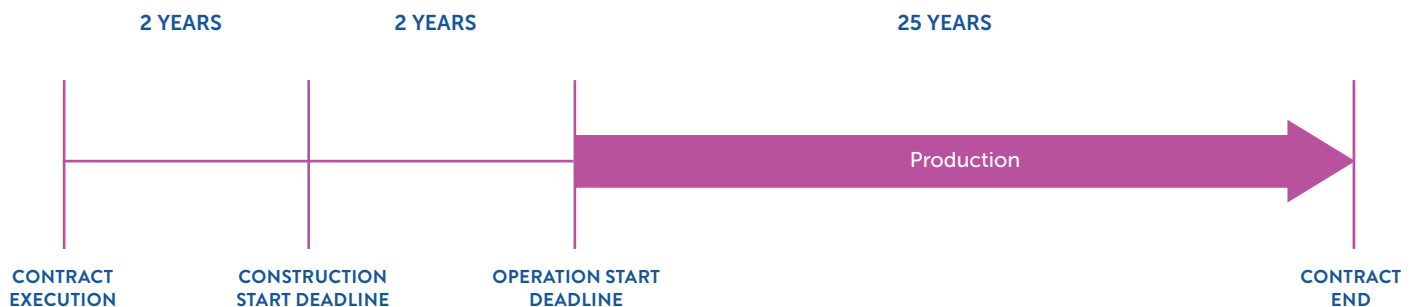 2 YEARS
2 YEARS
25 YEARS
Production
CONTRACT
EXECUTION
CONSTRUCTION
START DEADLINE
OPERATION START
DEADLINE
CONTRACT
END